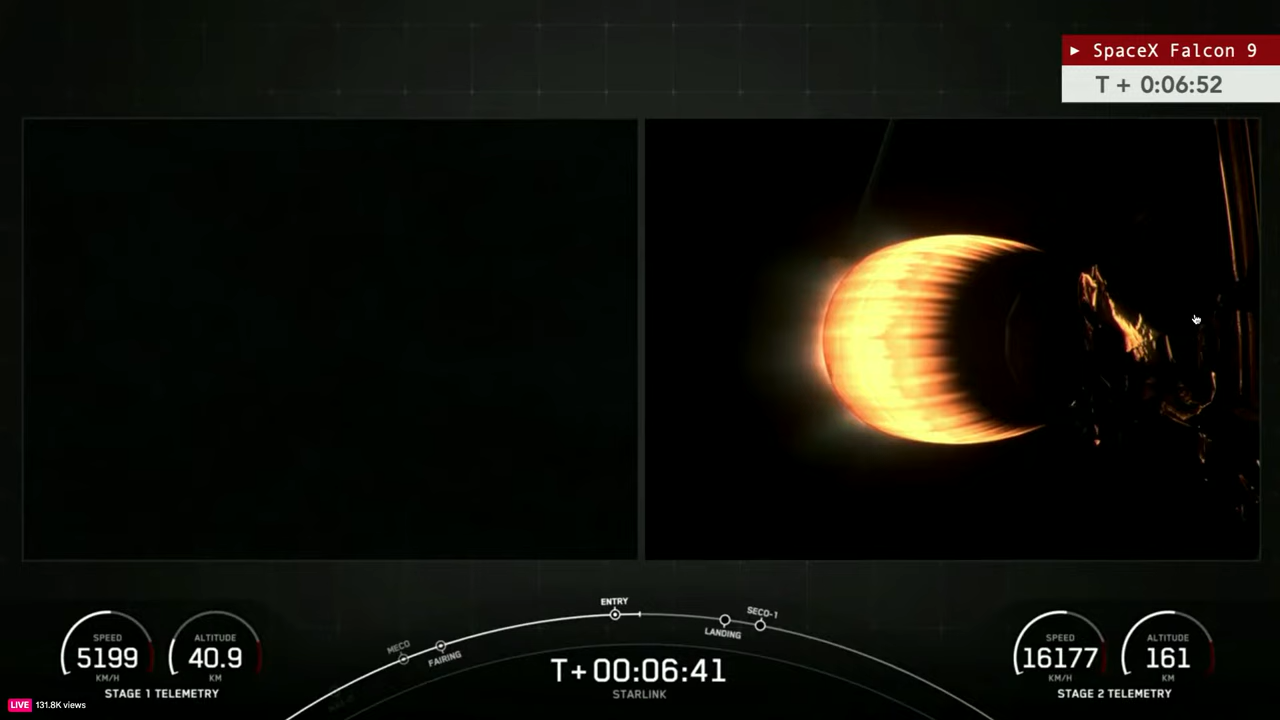 ▶ SpaceX Falcon 9
T + 0:06:52
ENTRY
SECO-1
LANDING
MECO
FAIRING
SPEED
5199
KM/H
ALTITUDE
40.9
KM
STAGE 1 TELEMETRY
T+00:06:41
STARLINK
SPEED
16177
KM/H
ALTITUDE
161
KM
STAGE 2 TELEMETRY
LIVE 131.8K views